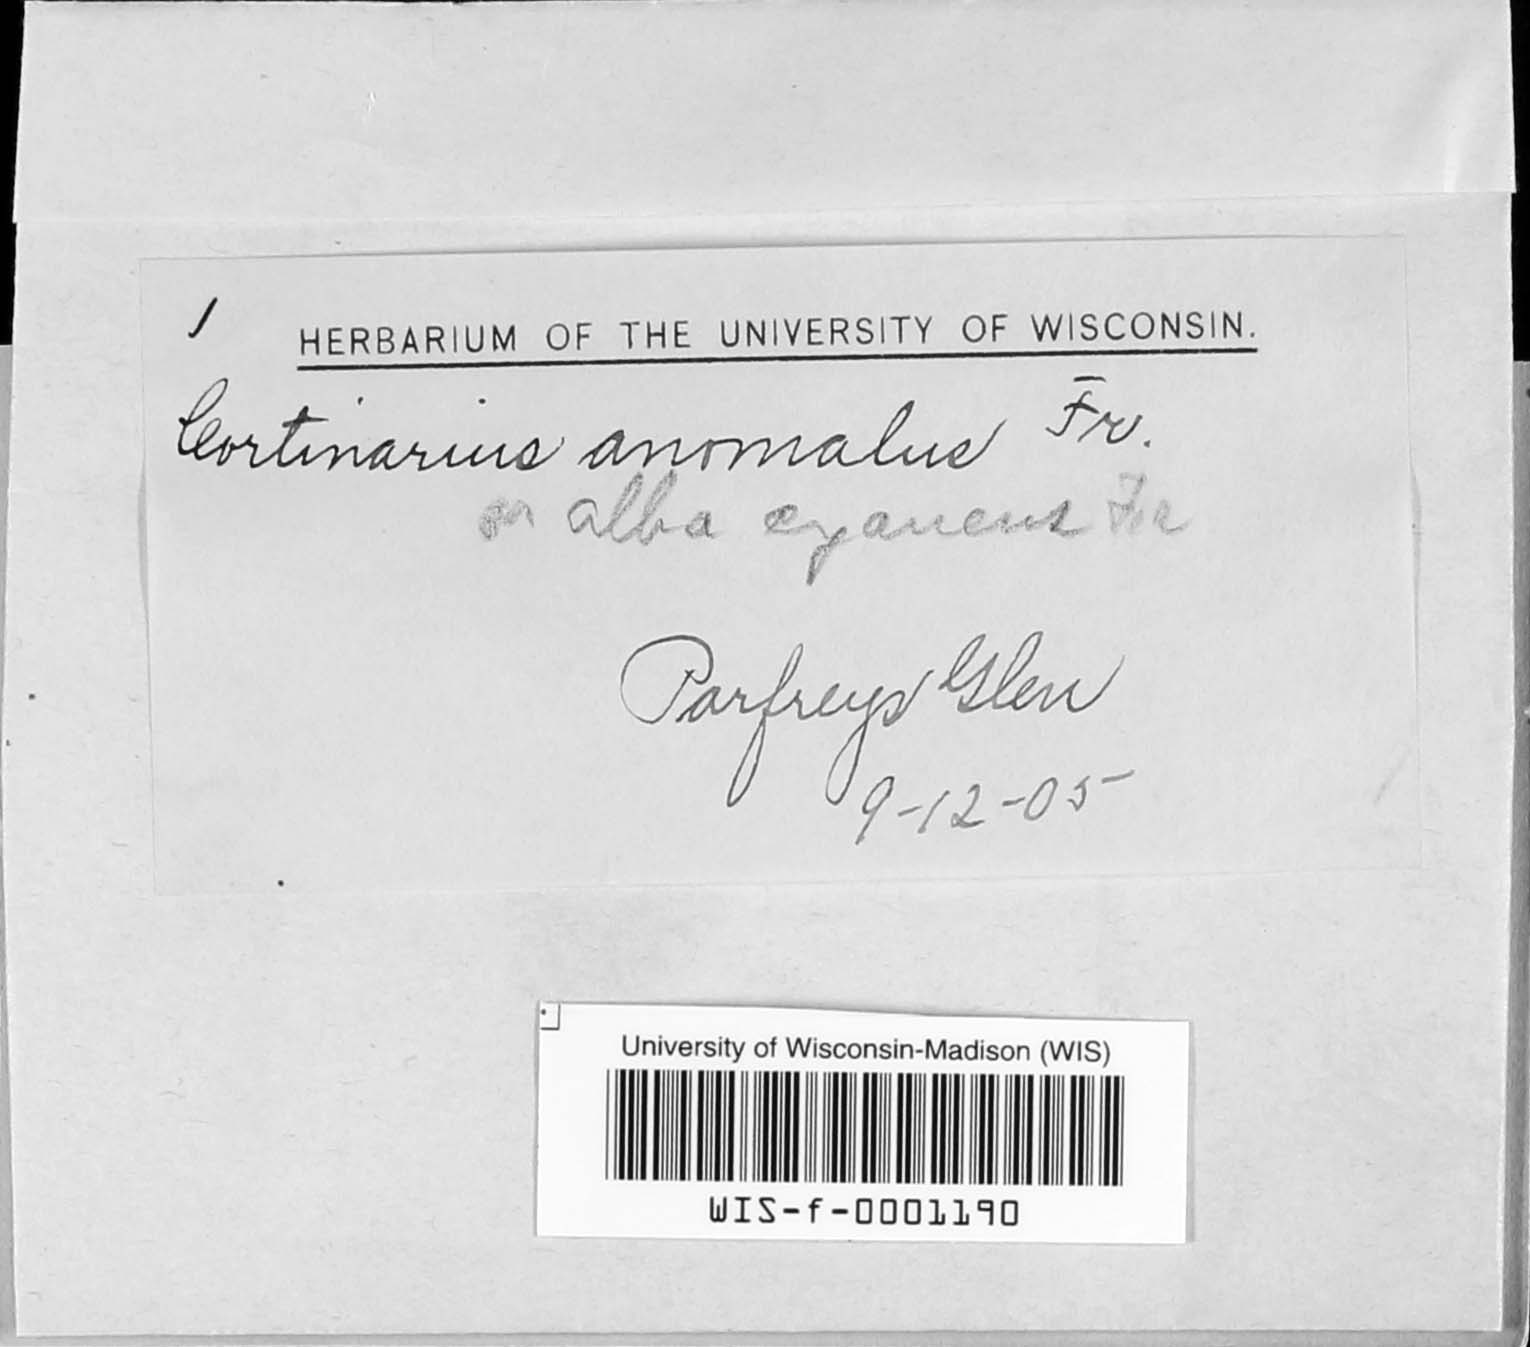 1
HERBARIUM OF THE UNIVERSITY OF WISCONSIN.
Cortinarius anomalus Fr.
or alba cyaneus Fr
Parfreys Glen
9-12-05
University of Wisconsin-Madison (WIS)
WIS-f-0001190